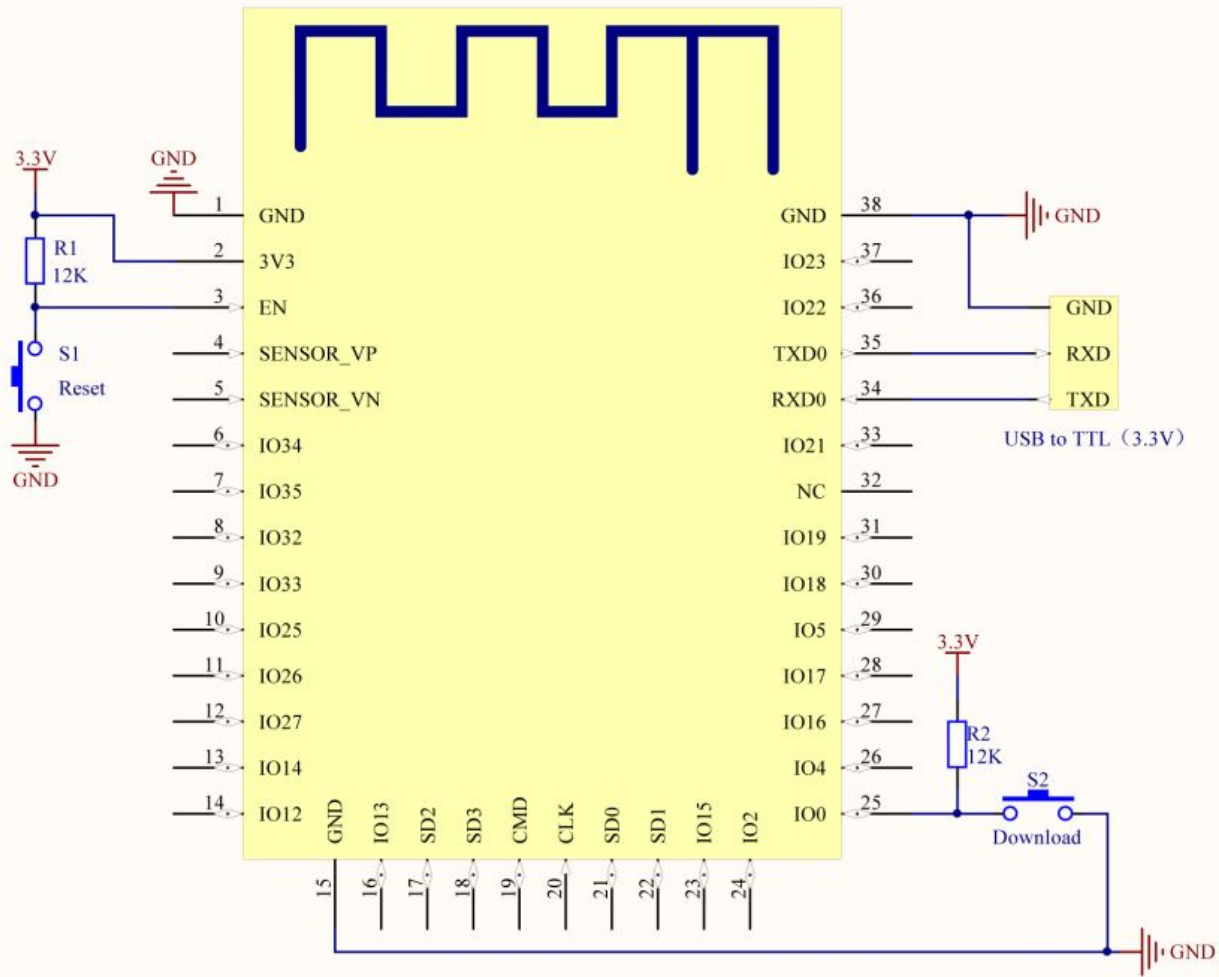 3.3V
GND
R1
12K
S1
Reset
GND
1 GND
2 3V3
3 EN
4 SENSOR_VP
5 SENSOR_VN
6 IO34
7 IO35
8 IO32
9 IO33
10 IO25
11 IO26
12 IO27
13 IO14
14 IO12
15 GND
16 IO13
17 SD2
18 SD3
19 CMD
20 CLK
21 SD0
22 SD1
23 IO15
24 IO2
GND 38
IO23 37
IO22 36
TXD0 35
RXD0 34
IO21 33
NC 32
IO19 31
IO18 30
IO5 29
IO17 28
IO16 27
IO4 26
IO0 25
GND
GND
RXD
TXD
USB to TTL（3.3V）
3.3V
R2
12K
S2
Download
GND